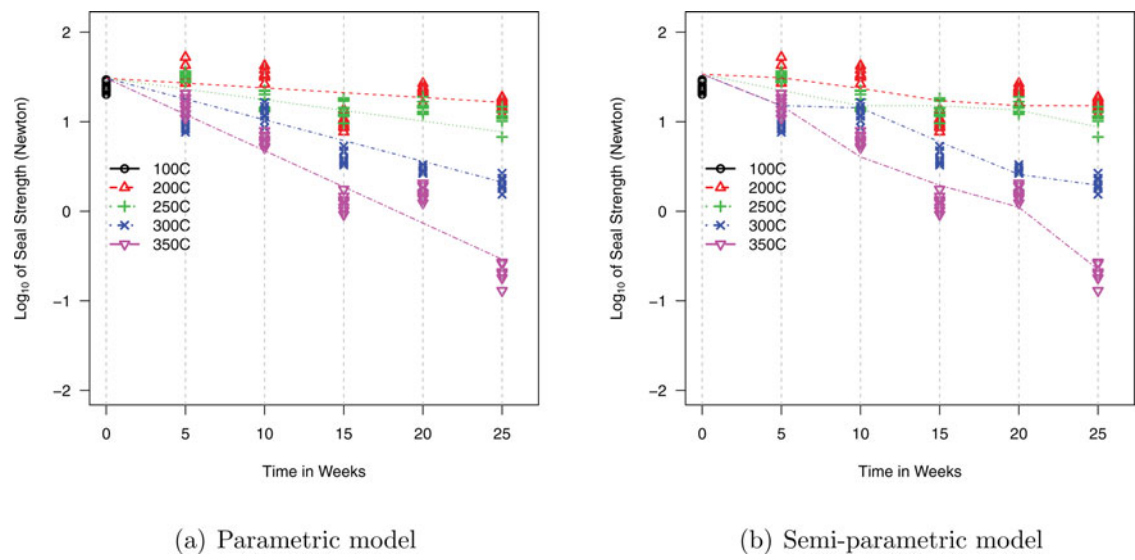 2
1
0
−1
−2
Log₁₀ of Seal Strength (Newton)
100C
200C
250C
300C
350C
0 5 10 15 20 25
Time in Weeks
(a) Parametric model
2
1
0
−1
−2
Log₁₀ of Seal Strength (Newton)
100C
200C
250C
300C
350C
0 5 10 15 20 25
Time in Weeks
(b) Semi-parametric model